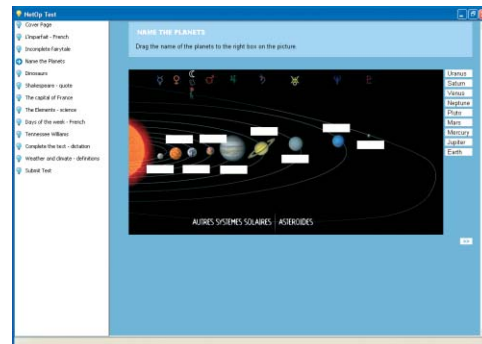 NetOp Test
Cover Page
L'Imparfait - French
Incomplete Fairytale
Name the Planets
Dinosaurs
Shakespeare - quote
The capital of France
The Elements - science
Days of the week - French
Tennessee Williams
Complete the text - dictation
Weather and climate - definitions
Submit Test
NAME THE PLANETS
Drag the name of the planets to the right box on the picture.
Uranus
Saturn
Venus
Neptune
Pluto
Mars
Mercury
Jupiter
Earth
AUTRES SYSTEMES SOLAIRES
ASTEROIDES